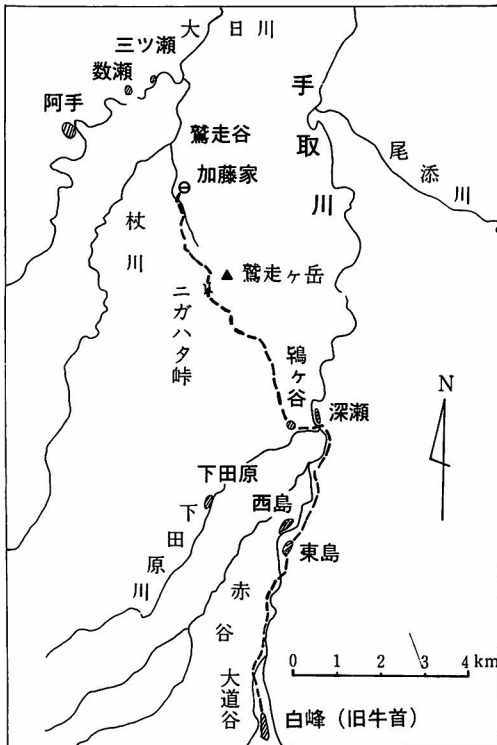 大日川
三ツ瀬
数瀬
阿手
鷲走谷
加藤家
杖川
手取川
尾添川
鷲走ヶ岳
ニガハタ峠
鴇ヶ谷
深瀬
N
下田原
下田原川
西島
東島
赤谷
大道谷
0 1 2 3 4 km
白峰（旧牛首）